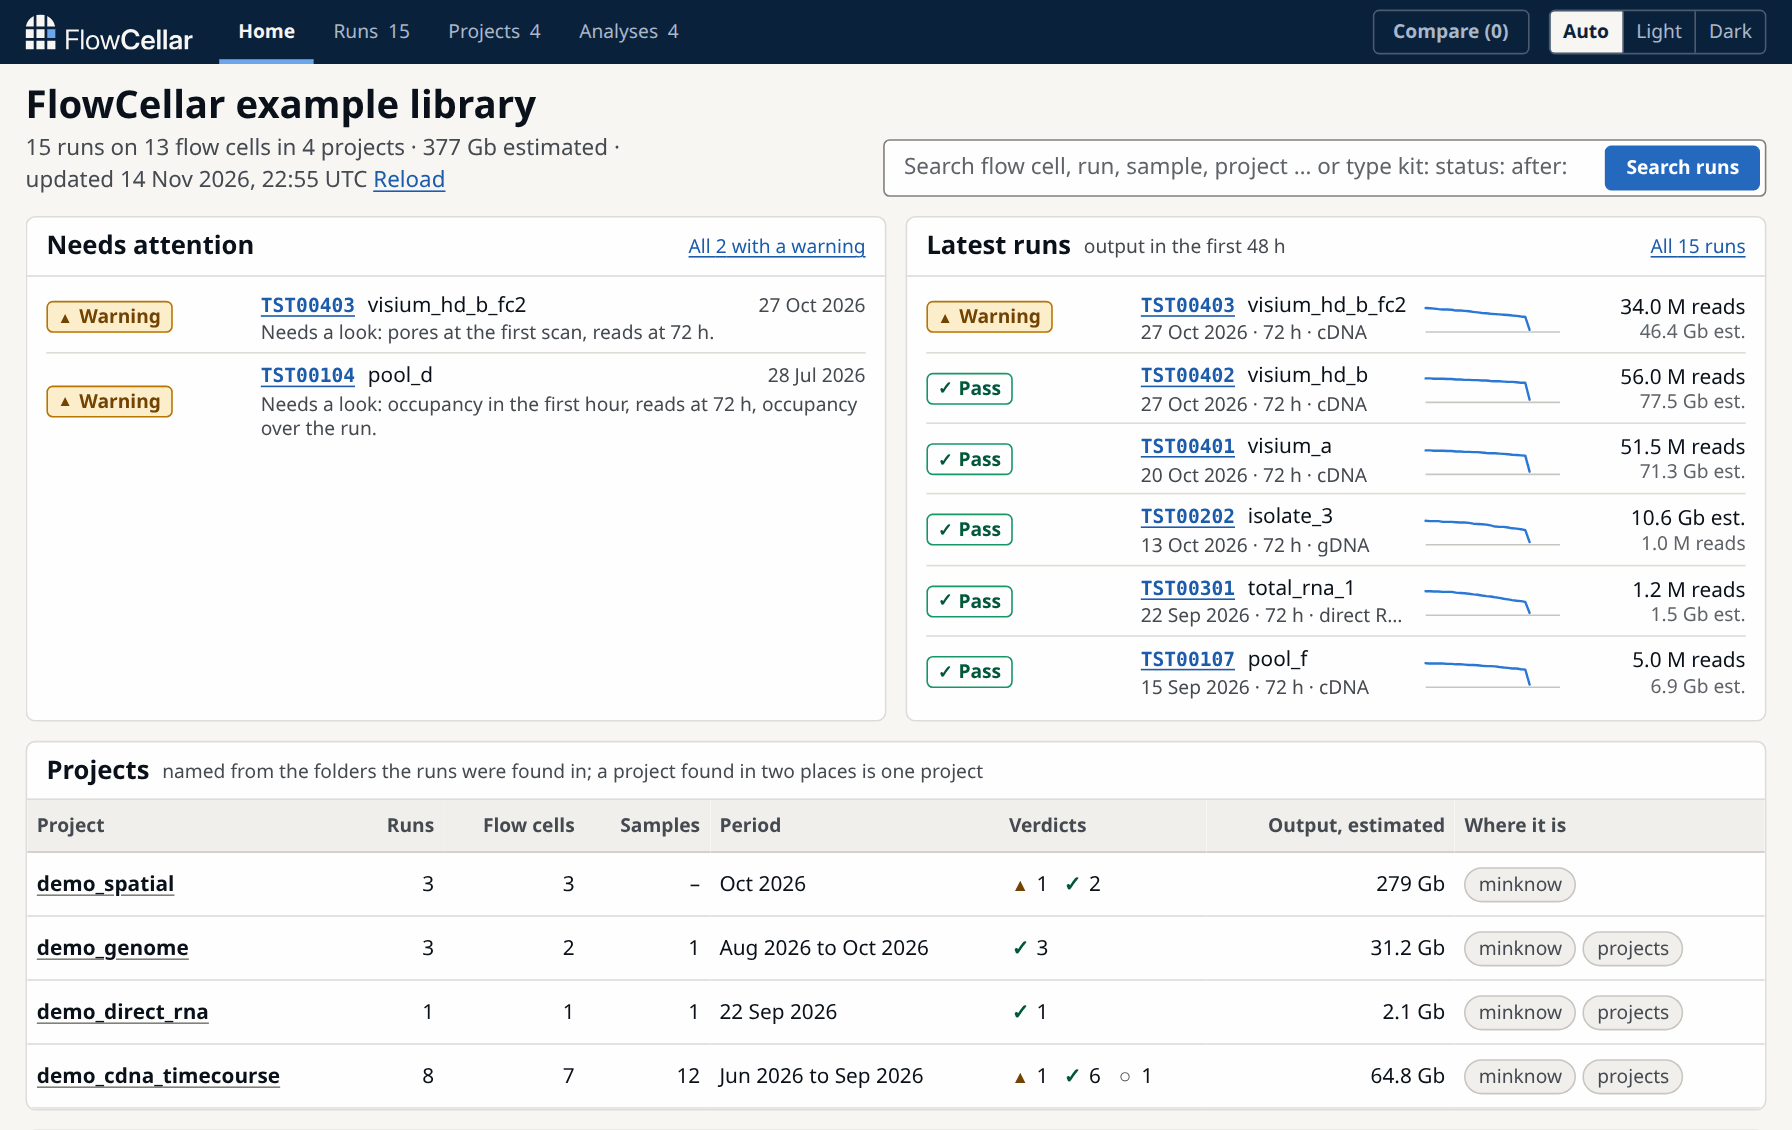 FlowCellar Home Runs 15 Projects 4 Analyses 4 Compare (0) Auto Light Dark
FlowCellar example library
15 runs on 13 flow cells in 4 projects · 377 Gb estimated ·
updated 14 Nov 2026, 22:55 UTC Reload
Search flow cell, run, sample, project ... or type kit: status: after: Search runs
Needs attention All 2 with a warning
▲ Warning TST00403 visium_hd_b_fc2 27 Oct 2026
Needs a look: pores at the first scan, reads at 72 h.
▲ Warning TST00104 pool_d 28 Jul 2026
Needs a look: occupancy in the first hour, reads at 72 h, occupancy
over the run.
Latest runs output in the first 48 h All 15 runs
▲ Warning TST00403 visium_hd_b_fc2 34.0 M reads
27 Oct 2026 · 72 h · cDNA 46.4 Gb est.
✓ Pass TST00402 visium_hd_b 56.0 M reads
27 Oct 2026 · 72 h · cDNA 77.5 Gb est.
✓ Pass TST00401 visium_a 51.5 M reads
20 Oct 2026 · 72 h · cDNA 71.3 Gb est.
✓ Pass TST00202 isolate_3 10.6 Gb est.
13 Oct 2026 · 72 h · gDNA 1.0 M reads
✓ Pass TST00301 total_rna_1 1.2 M reads
22 Sep 2026 · 72 h · direct R... 1.5 Gb est.
✓ Pass TST00107 pool_f 5.0 M reads
15 Sep 2026 · 72 h · cDNA 6.9 Gb est.
Projects named from the folders the runs were found in; a project found in two places is one project
Project Runs Flow cells Samples Period Verdicts Output, estimated Where it is
demo_spatial 3 3 – Oct 2026 ▲ 1 ✓ 2 279 Gb minknow
demo_genome 3 2 1 Aug 2026 to Oct 2026 ✓ 3 31.2 Gb minknow projects
demo_direct_rna 1 1 1 22 Sep 2026 ✓ 1 2.1 Gb minknow projects
demo_cdna_timecourse 8 7 12 Jun 2026 to Sep 2026 ▲ 1 ✓ 6 ○ 1 64.8 Gb minknow projects